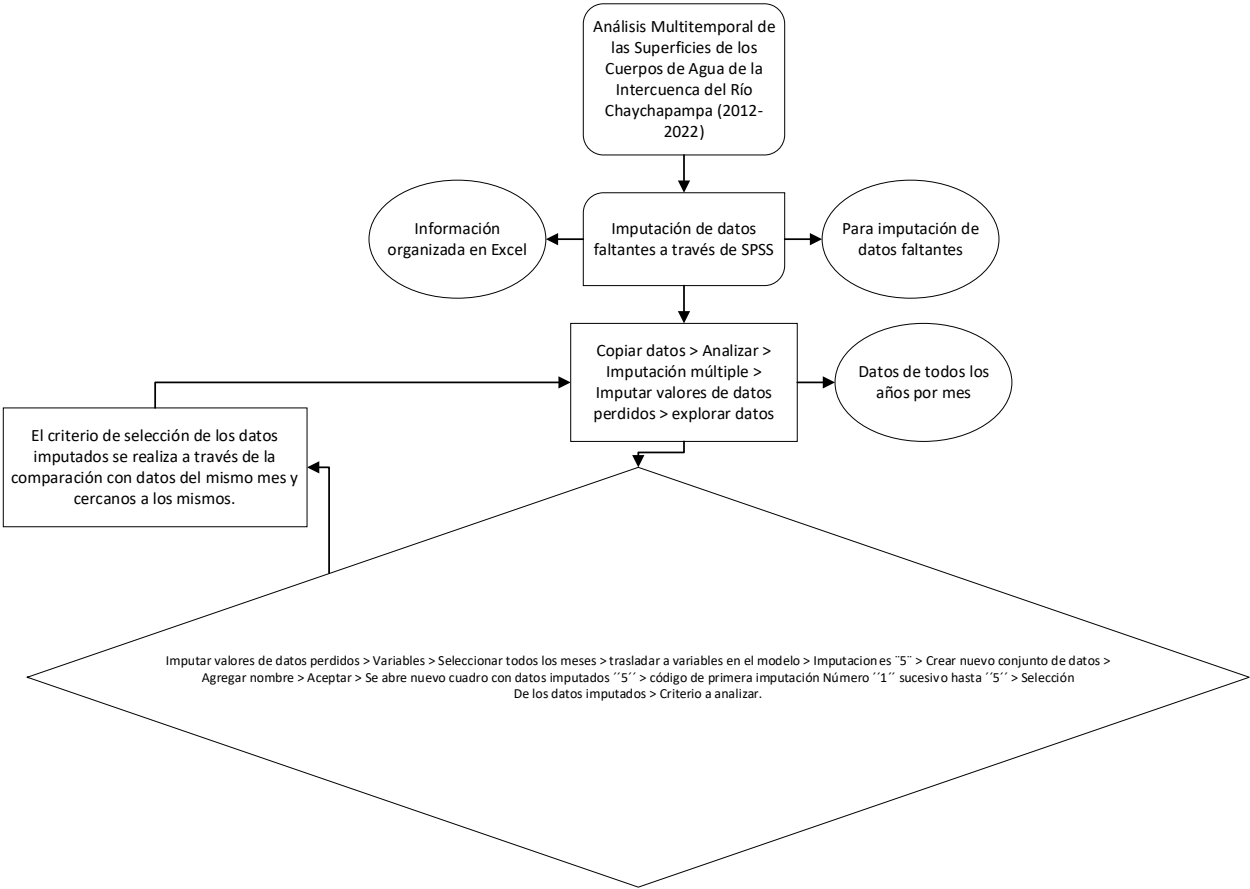 Análisis Multitemporal de
las Superficies de los
Cuerpos de Agua de la
Intercuenca del Río
Chaychapampa (2012-
2022)
Información
organizada en Excel
Imputación de datos
faltantes a través de SPSS
Para imputación de
datos faltantes
Copiar datos > Analizar >
Imputación múltiple >
Imputar valores de datos
perdidos > explorar datos
Datos de todos los
años por mes
El criterio de selección de los datos
imputados se realiza a través de la
comparación con datos del mismo mes y
cercanos a los mismos.
Imputar valores de datos perdidos > Variables > Seleccionar todos los meses > trasladar a variables en el modelo > Imputaciones ¨5¨ > Crear nuevo conjunto de datos >
Agregar nombre > Aceptar > Se abre nuevo cuadro con datos imputados ´´5´´ > código de primera imputación Número ´´1¨ sucesivo hasta ´´5¨ > Selección
De los datos imputados > Criterio a analizar.